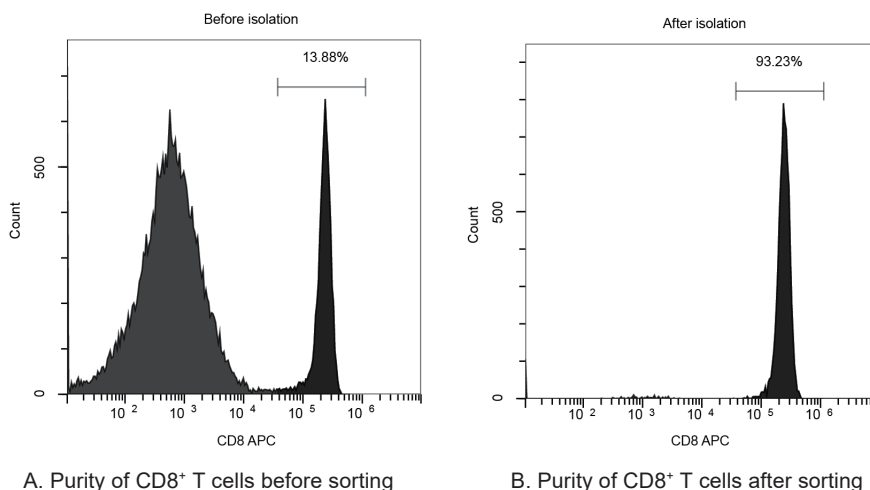 Before isolation
13.88%
500
0
Count
10 2
10 3
10 4
10 5
10 6
CD8 APC
A. Purity of CD8+ T cells before sorting
After isolation
93.23%
500
0
Count
10 2
10 3
10 4
10 5
10 6
CD8 APC
B. Purity of CD8+ T cells after sorting